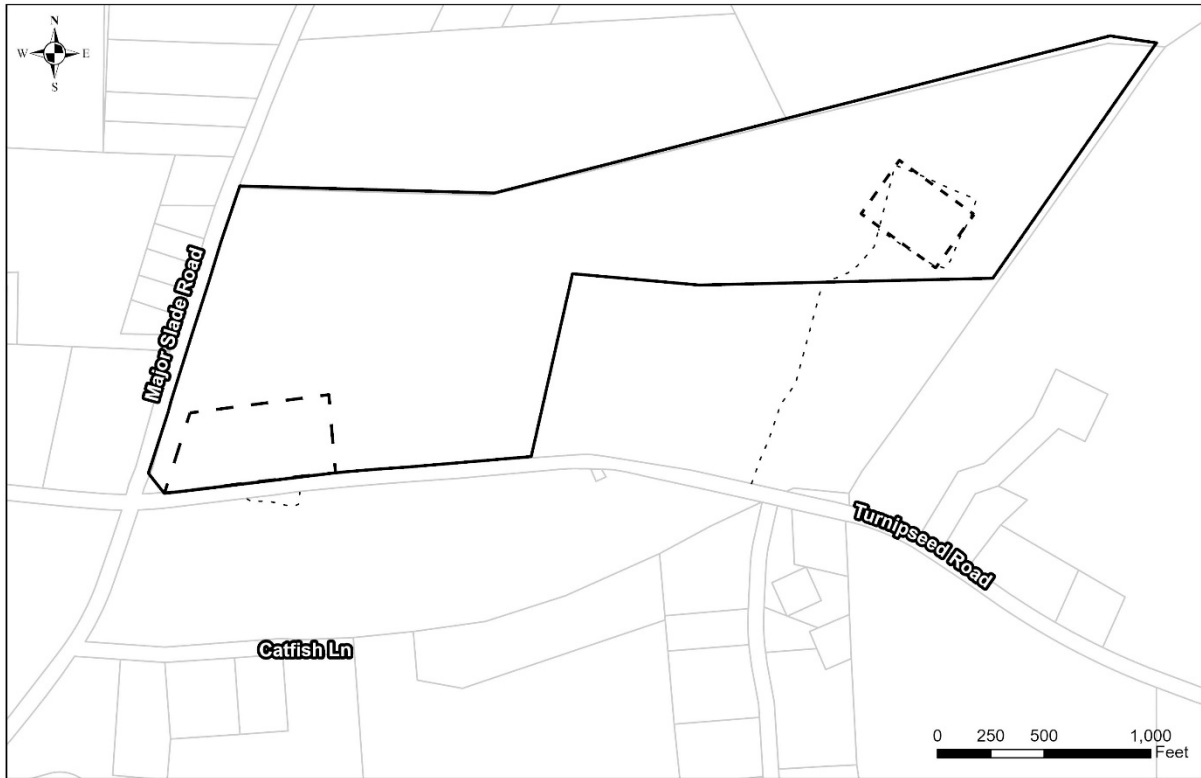 N
W E
S
Major Slade Road
Turnipseed Road
Catfish Ln
0 250 500 1,000
Feet